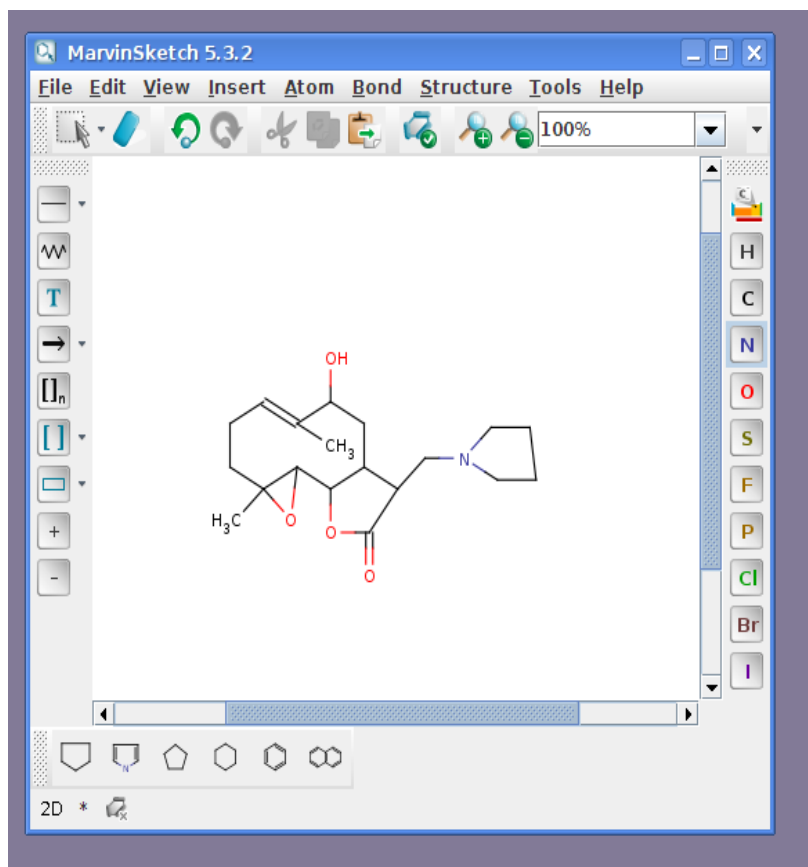 MarvinSketch 5.3.2
File Edit View Insert Atom Bond Structure Tools Help
100%
C
H
T
C
N
O
[]n
S
[ ]
F
+
P
-
Cl
Br
I
OH
CH3
N
H3C
O
O
O
N
2D *